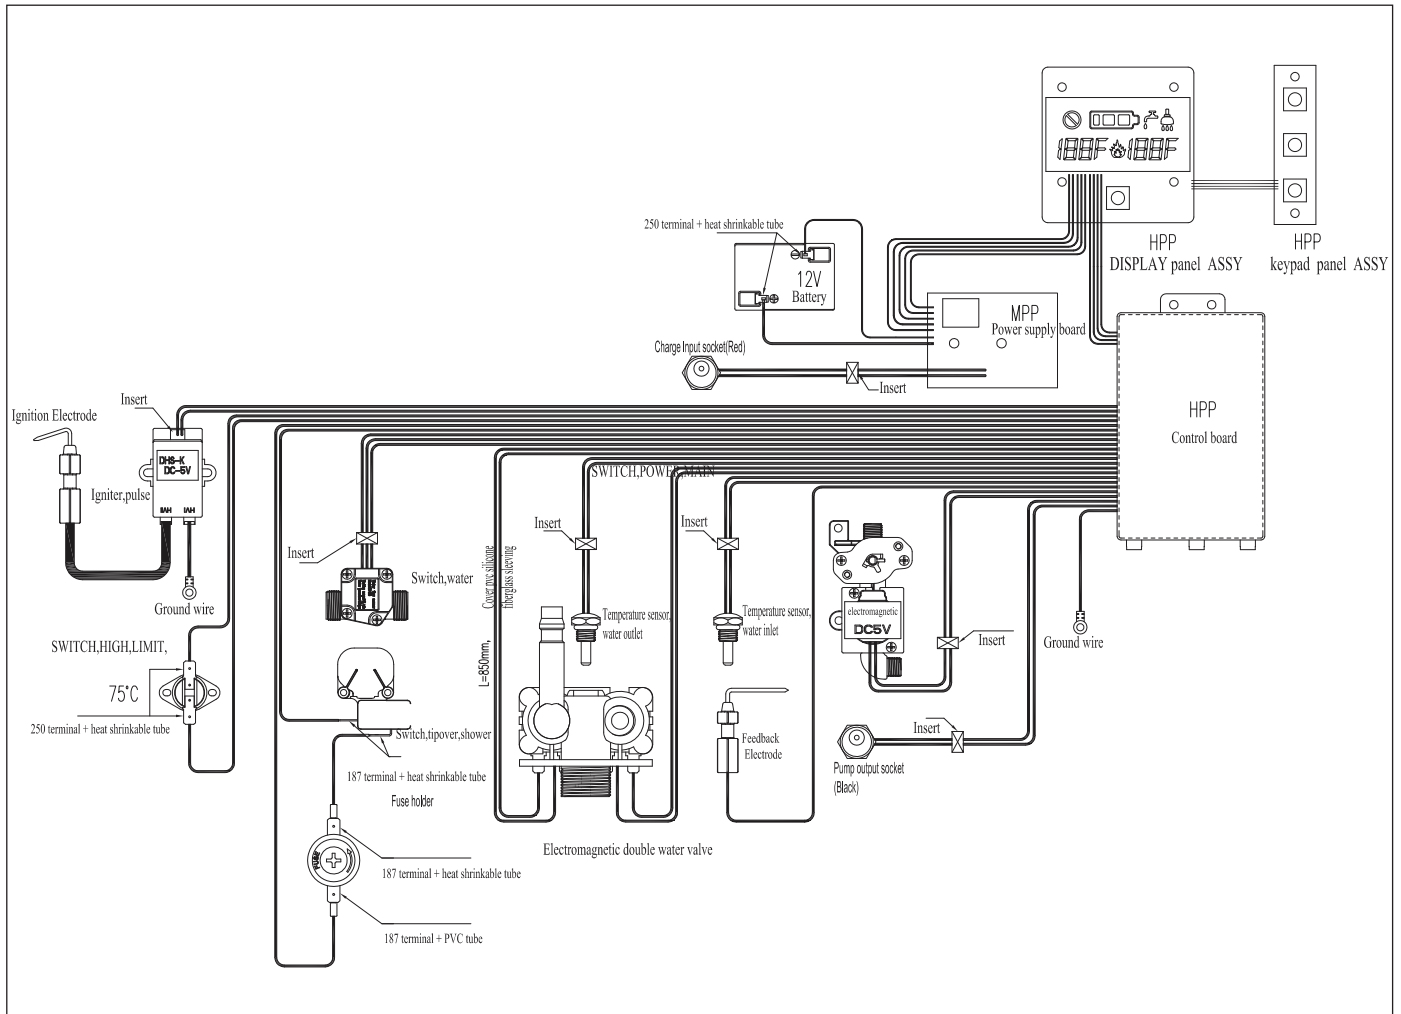 188F 188F
HPP
DISPLAY panel ASSY
HPP
keypad panel ASSY
250 terminal + heat shrinkable tube
12V
Battery
MPP
Power supply board
Charge Input socket(Red)
Insert
HPP
Control board
Ignition Electrode
Insert
DHS-K
DC-5V
Igniter,pulse
HV
HV
Ground wire
SWITCH,HIGH,LIMIT,
75°C
250 terminal + heat shrinkable tube
Insert
Switch,water
Switch,tipover,shower
187 terminal + heat shrinkable tube
Fuse holder
FUSE
187 terminal + heat shrinkable tube
187 terminal + PVC tube
SWITCH,POWER,MAIN
Cover pvc silicone
fiberglass sleeving
L=850mm,
Insert
Temperature sensor,
water outlet
Electromagnetic double water valve
Insert
Temperature sensor,
water inlet
Feedback
Electrode
electromagnetic
DC5V
Insert
Ground wire
Insert
Pump output socket
(Black)